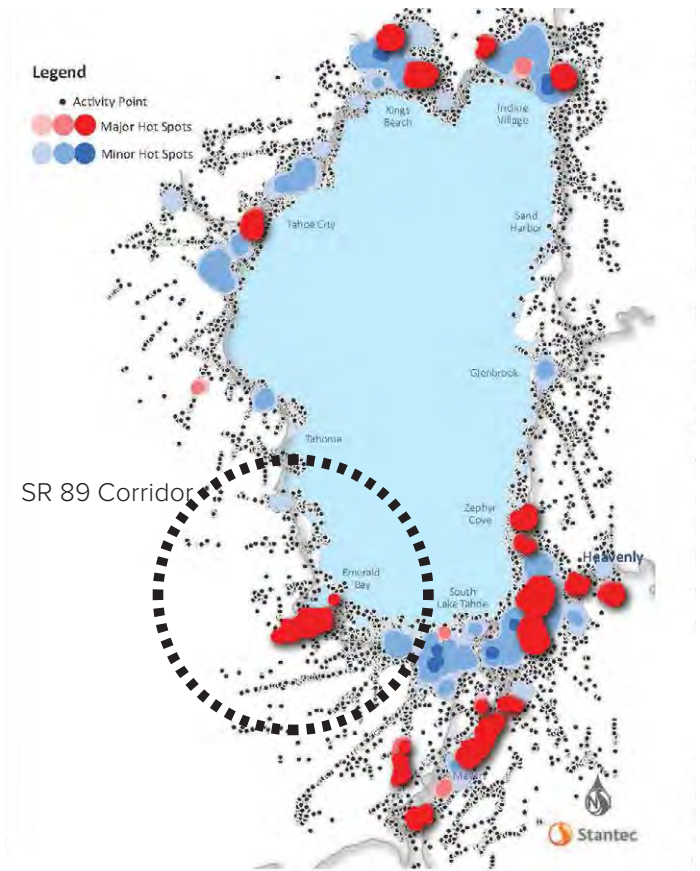 Legend
Activity Point
Major Hot Spots
Minor Hot Spots
Kings
Beach
Incline
Village
Tahoe City
Sand
Harbor
Glenbrook
Tahoma
SR 89 Corridor
Zephyr
Cove
Heavenly
Emerald
Bay
South
Lake Tahoe
N
Stantec